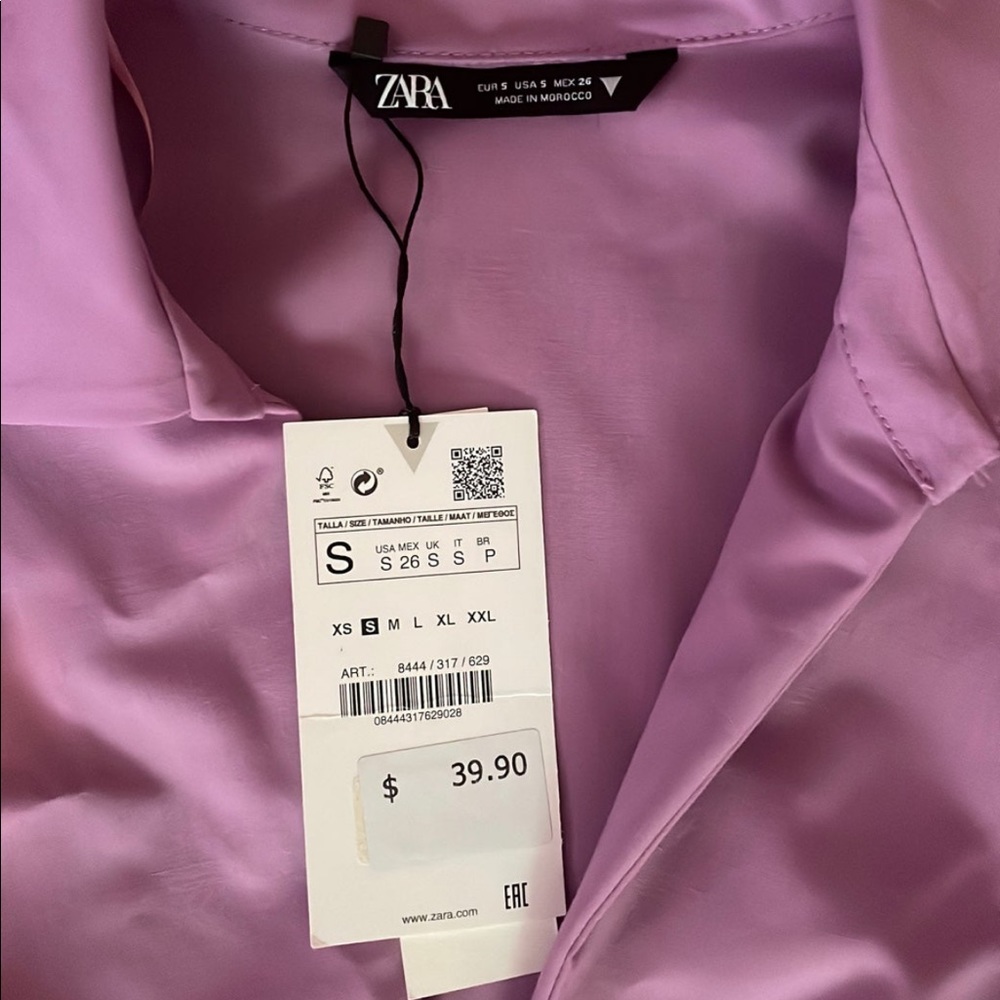 ZARA
EUR S USA S MEX 26
MADE IN MOROCCO
FSC
TALLA / SIZE / TAMANHO / TAILLE / MAAT / ΜΕΓΕΘΟΣ
S
USA MEX UK IT BR
S 26 S S P
XS S M L XL XXL
ART.: 8444 / 317 / 629
08444317629028
$ 39.90
EAC
www.zara.com